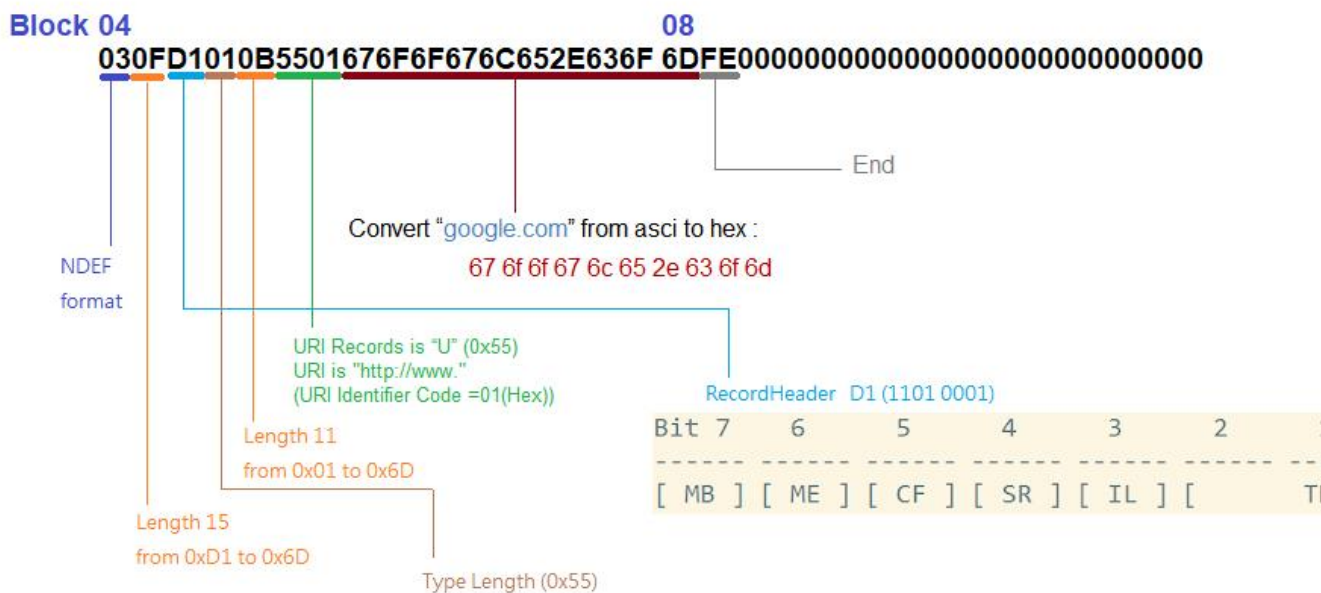 Block 04 08
030FD1010B5501676F6F676C652E636F 6DFE0000000000000000000000000000
End
Convert “google.com” from asci to hex :
67 6f 6f 67 6c 65 2e 63 6f 6d
NDEF
format
URI Records is “U” (0x55)
URI is "http://www."
(URI Identifier Code =01(Hex))
RecordHeader D1 (1101 0001)
Bit 7 6 5 4 3 2
------ ------ ------ ------ ------ ------ --
[ MB ] [ ME ] [ CF ] [ SR ] [ IL ] [
Length 11
from 0x01 to 0x6D
Length 15
from 0xD1 to 0x6D
Type Length (0x55)